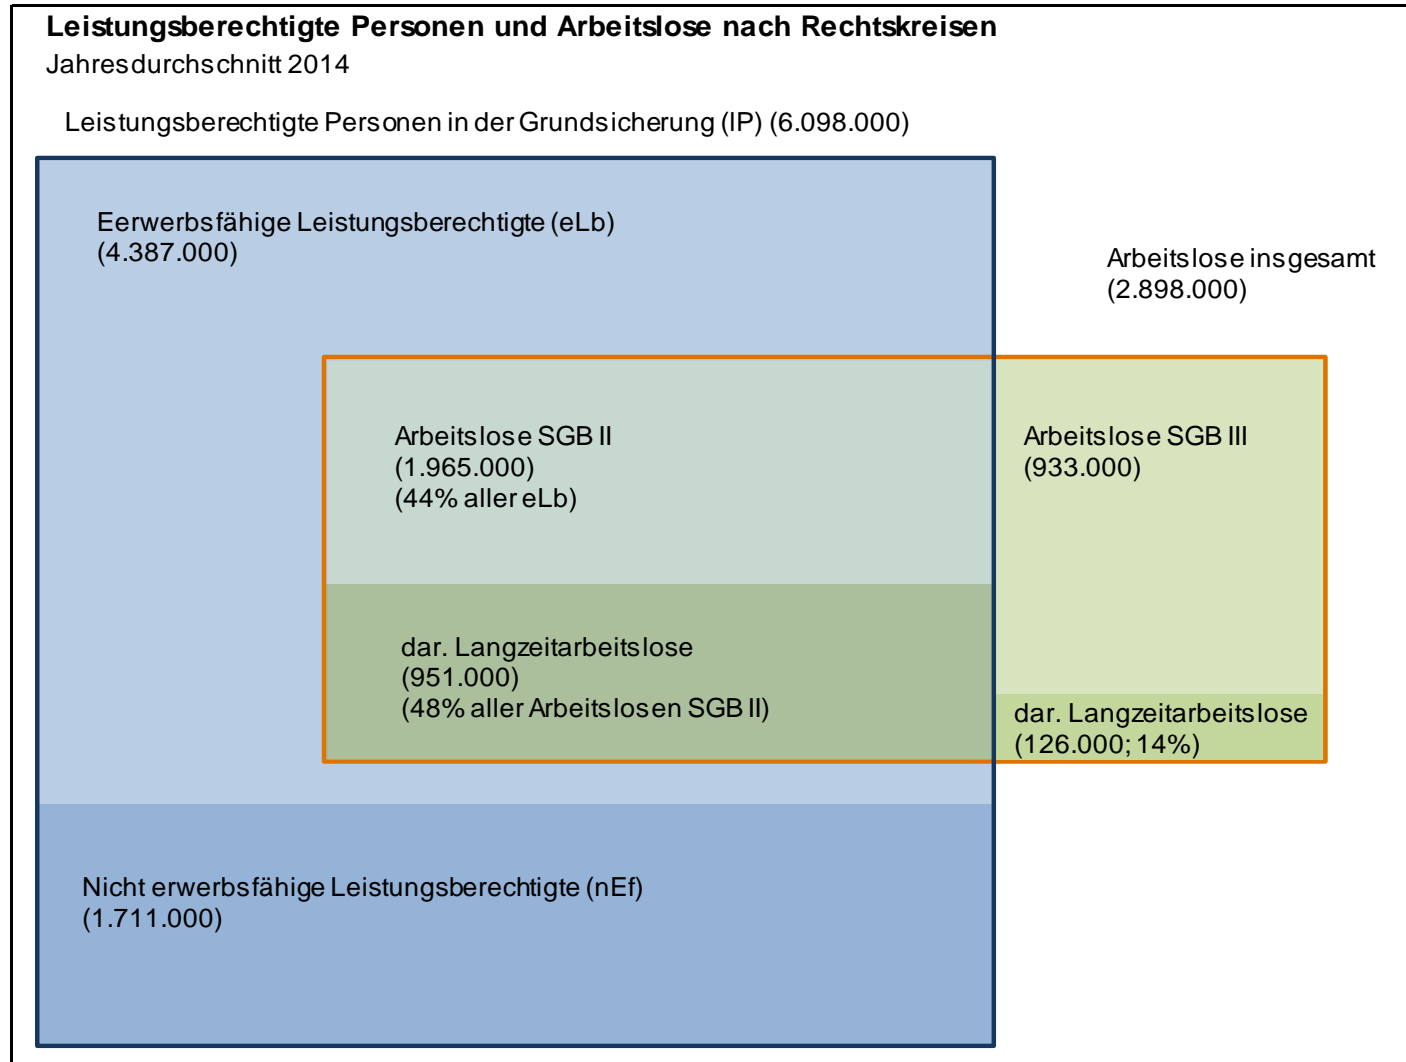 Leistungsberechtigte Personen und Arbeitslose nach Rechtskreisen
Jahresdurchschnitt 2014
Leistungsberechtigte Personen in der Grundsicherung (IP) (6.098.000)
Eerwerbsfähige Leistungsberechtigte (eLb)
(4.387.000)
Arbeitslose insgesamt
(2.898.000)
Arbeitslose SGB II
(1.965.000)
(44% aller eLb)
Arbeitslose SGB III
(933.000)
dar. Langzeitarbeitslose
(951.000)
(48% aller Arbeitslosen SGB II)
dar. Langzeitarbeitslose
(126.000; 14%)
Nicht erwerbsfähige Leistungsberechtigte (nEf)
(1.711.000)